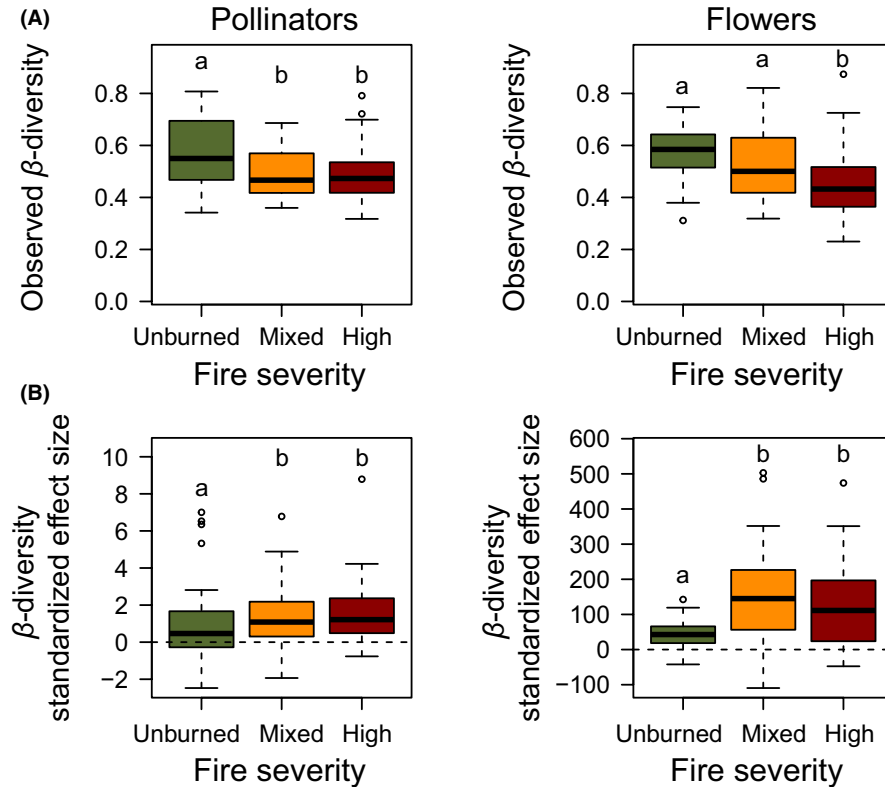 (A)
Pollinators
Flowers
Observed β-diversity
0.8
0.6
0.4
0.2
0.0
a
b
b
Unburned Mixed High
Fire severity
Observed β-diversity
0.8
0.6
0.4
0.2
0.0
a
a
b
Unburned Mixed High
Fire severity
(B)
β-diversity
standardized effect size
10
8
6
4
2
0
−2
a
b
b
Unburned Mixed High
Fire severity
β-diversity
standardized effect size
600
500
400
300
200
100
0
−100
a
b
b
Unburned Mixed High
Fire severity